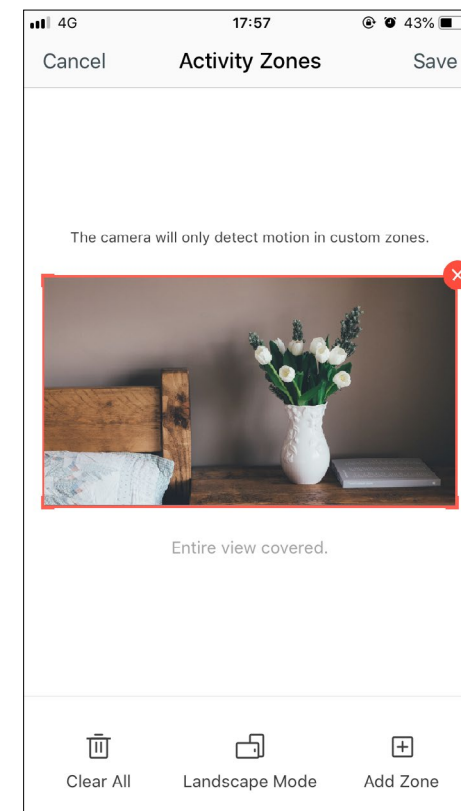 4G 17:57 43%
Cancel Activity Zones Save
The camera will only detect motion in custom zones.
Entire view covered.
Clear All Landscape Mode Add Zone